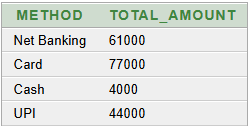 METHOD TOTAL_AMOUNT
Net Banking 61000
Card 77000
Cash 4000
UPI 44000